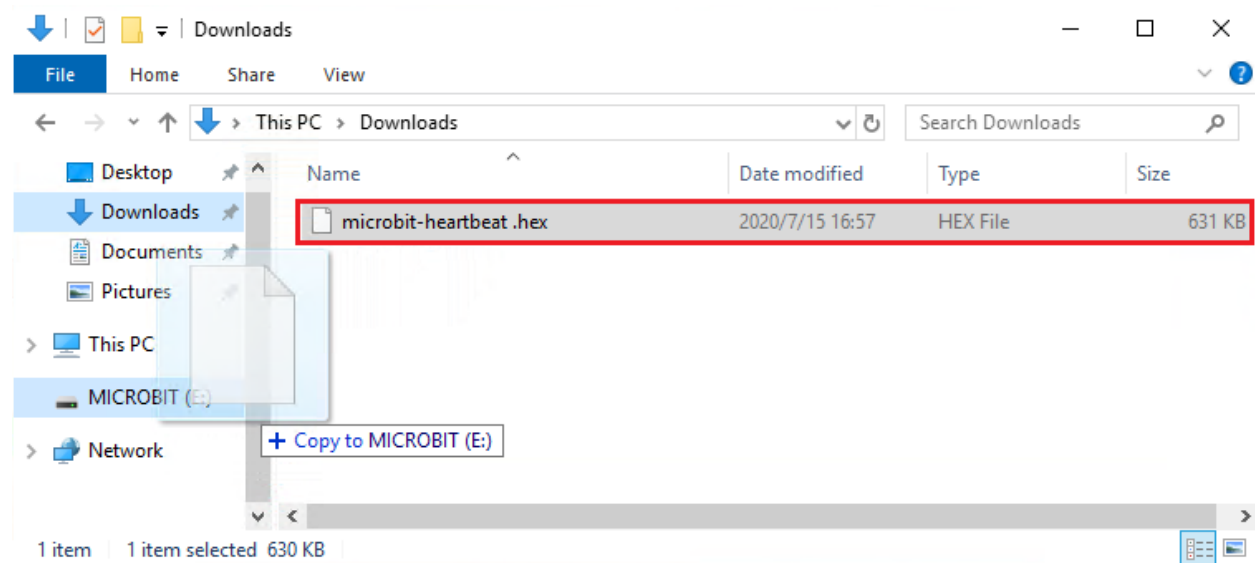 Downloads
File Home Share View
This PC > Downloads Search Downloads
Name Date modified Type Size
Desktop
Downloads
microbit-heartbeat .hex 2020/7/15 16:57 HEX File 631 KB
Documents
Pictures
This PC
MICROBIT (E:)
+ Copy to MICROBIT (E:)
Network
1 item 1 item selected 630 KB